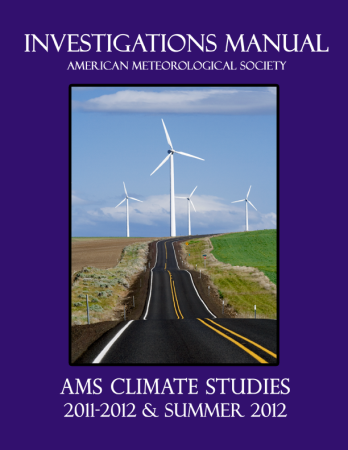 INVESTIGATIONS MANUAL
AMERICAN METEOROLOGICAL SOCIETY
AMS CLIMATE STUDIES
2011-2012 & SUMMER 2012